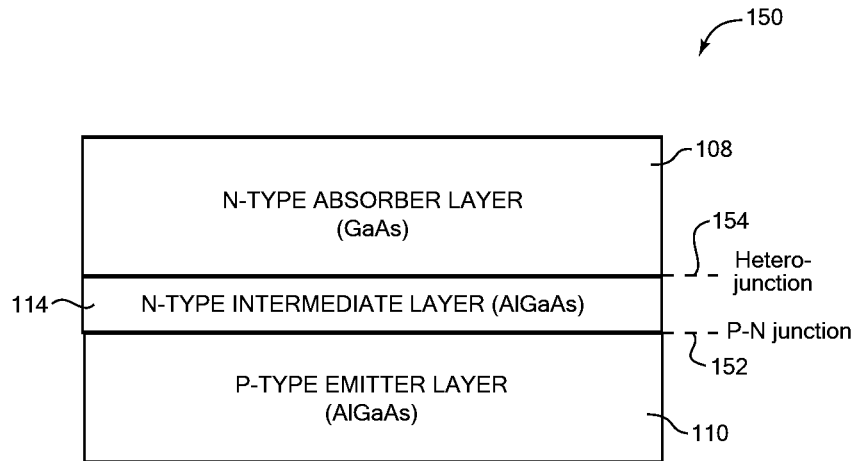 150
108
N-TYPE ABSORBER LAYER
(GaAs)
154
Hetero-
junction
114
N-TYPE INTERMEDIATE LAYER (AlGaAs)
P-N junction
152
P-TYPE EMITTER LAYER
(AlGaAs)
110